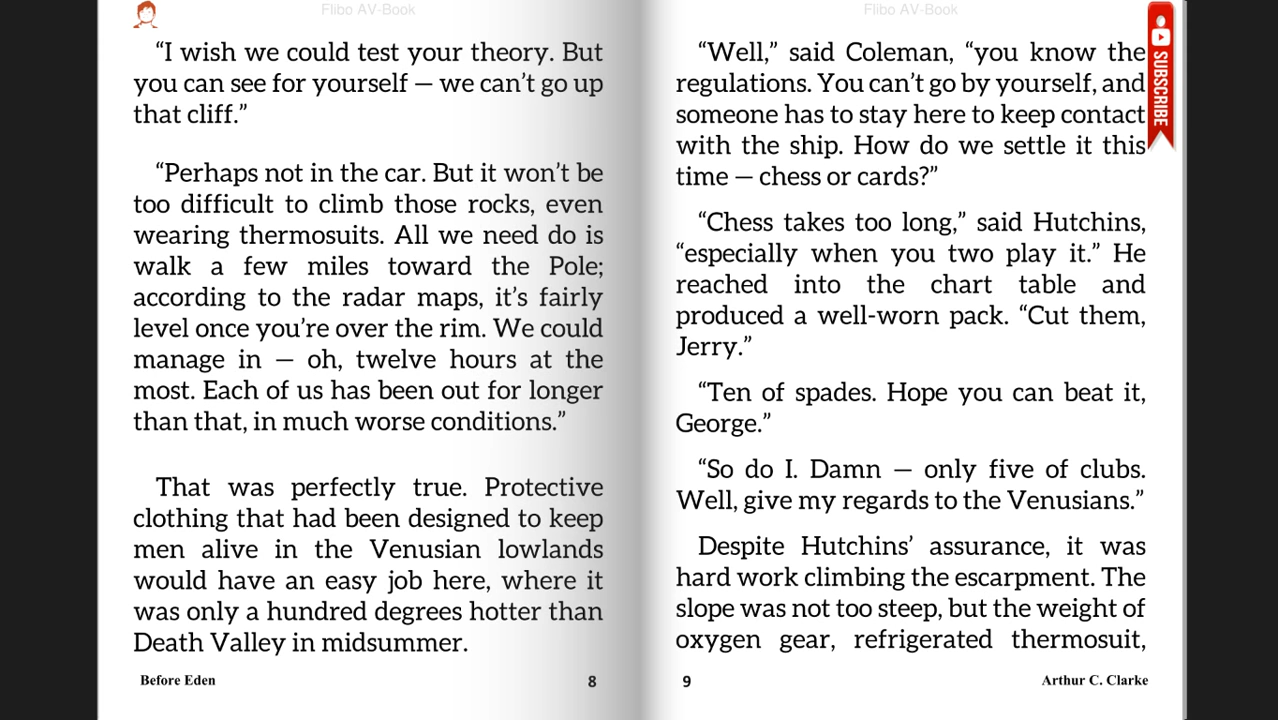 Flibo AV-Book
“I wish we could test your theory. But
you can see for yourself — we can’t go up
that cliff.”
“Perhaps not in the car. But it won’t be
too difficult to climb those rocks, even
wearing thermosuits. All we need do is
walk a few miles toward the Pole;
according to the radar maps, it’s fairly
level once you’re over the rim. We could
manage in — oh, twelve hours at the
most. Each of us has been out for longer
than that, in much worse conditions.”
That was perfectly true. Protective
clothing that had been designed to keep
men alive in the Venusian lowlands
would have an easy job here, where it
was only a hundred degrees hotter than
Death Valley in midsummer.
Before Eden
8
Flibo AV-Book
“Well,” said Coleman, “you know the
regulations. You can’t go by yourself, and
someone has to stay here to keep contact
with the ship. How do we settle it this
time — chess or cards?”
“Chess takes too long,” said Hutchins,
“especially when you two play it.” He
reached into the chart table and
produced a well-worn pack. “Cut them,
Jerry.”
“Ten of spades. Hope you can beat it,
George.”
“So do I. Damn — only five of clubs.
Well, give my regards to the Venusians.”
Despite Hutchins’ assurance, it was
hard work climbing the escarpment. The
slope was not too steep, but the weight of
oxygen gear, refrigerated thermosuit,
9
Arthur C. Clarke
SUBSCRIBE